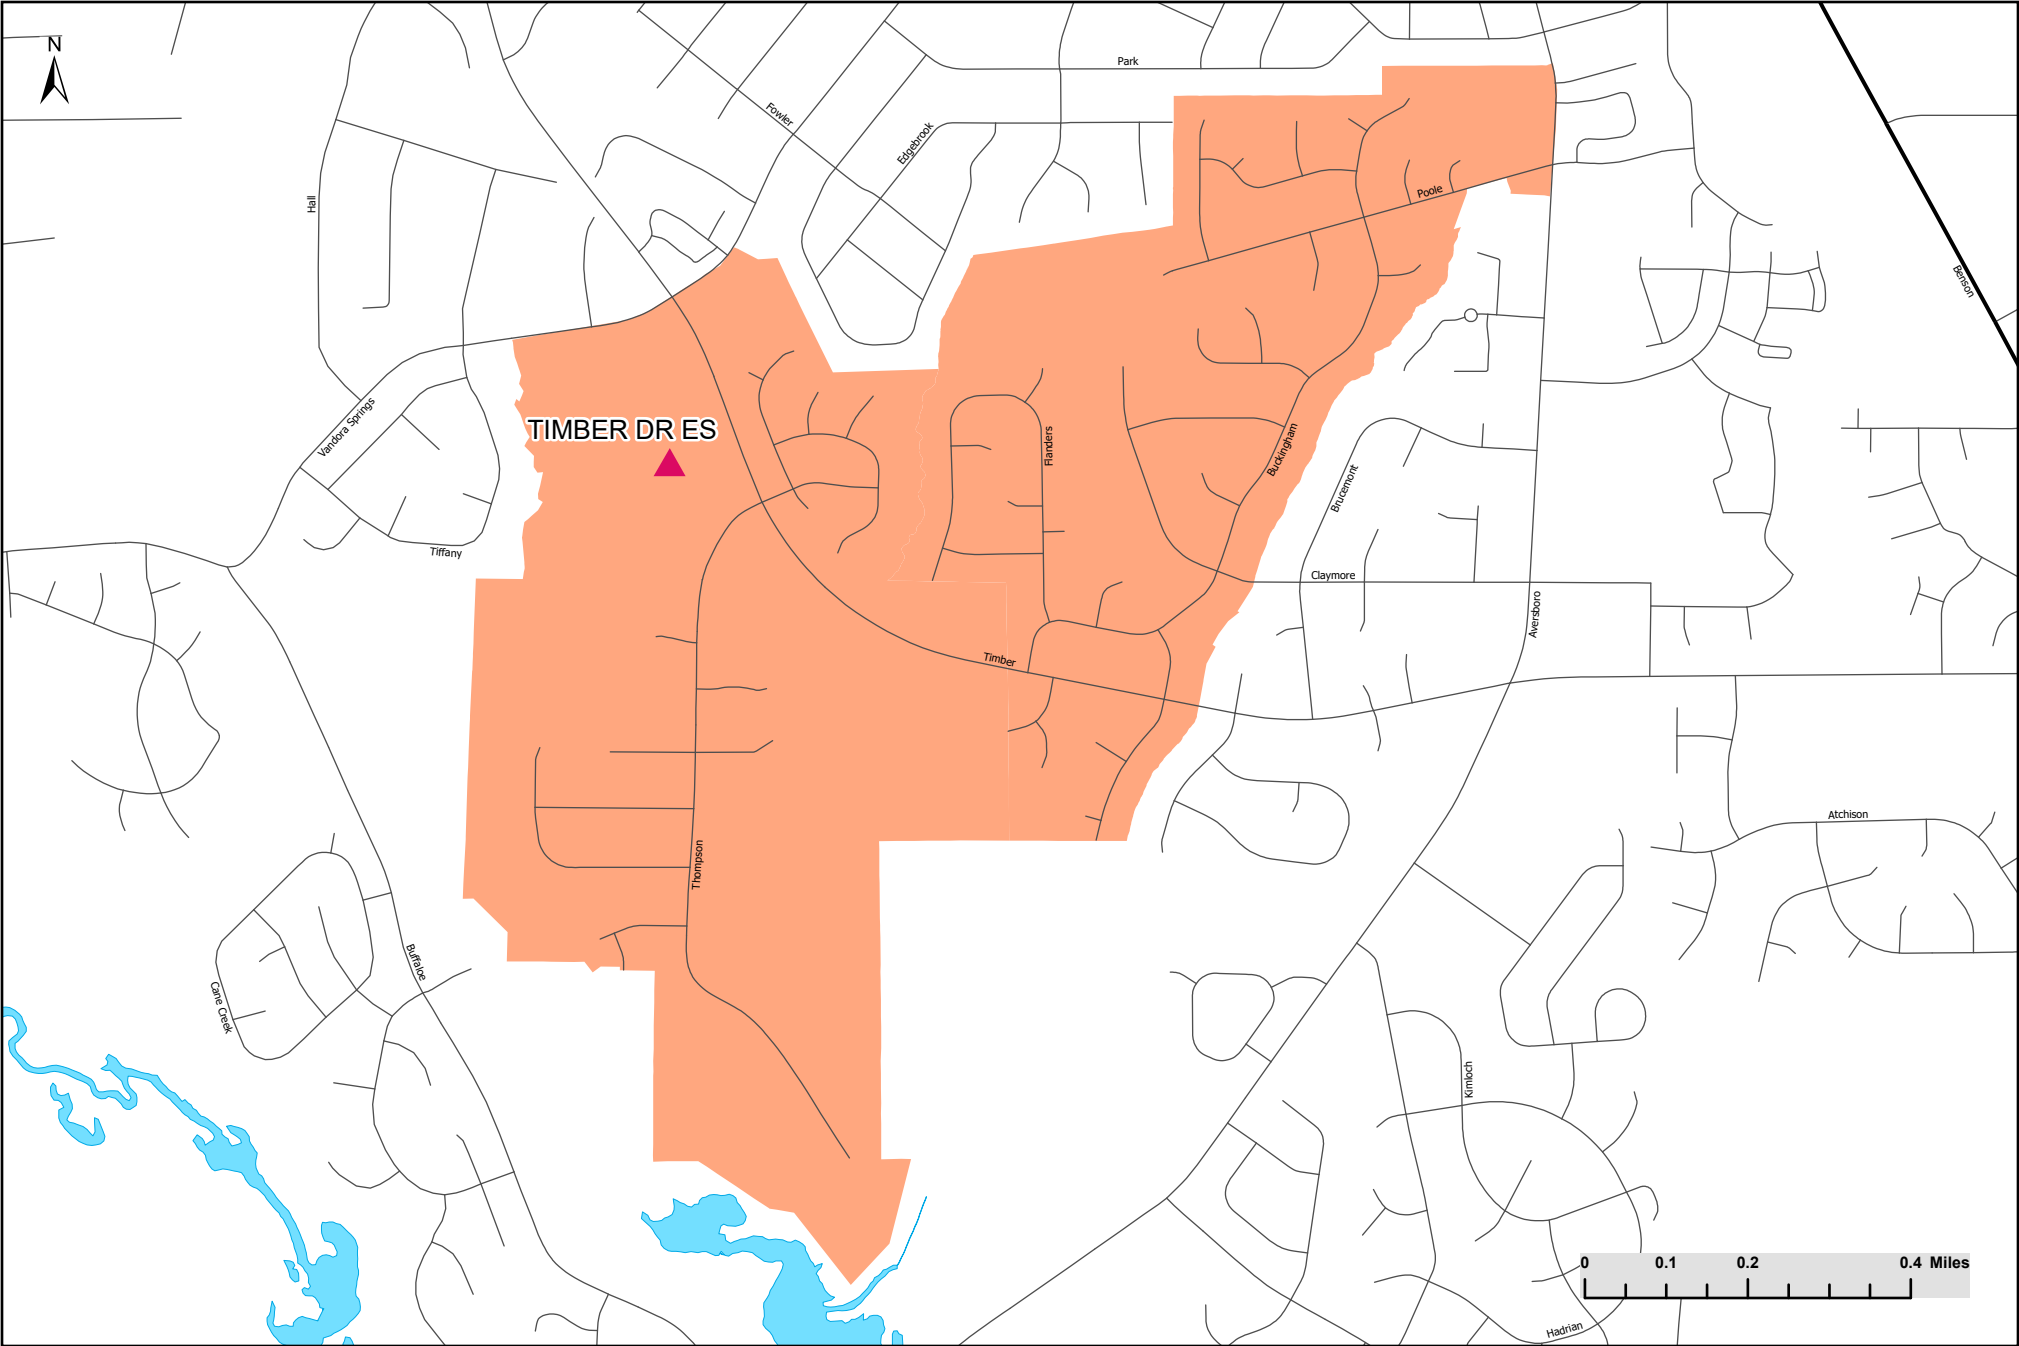 N
Park
Fowler
Edgebrook
Hall
Poole
Benson
Vandora Springs
TIMBER DR ES
Flanders
Buckingham
Brucemont
Tiffany
Claymore
Aversboro
Timber
Atchison
Thompson
Buffaloe
Cane Creek
Kimloch
0 0.1 0.2 0.4 Miles
Hadrian